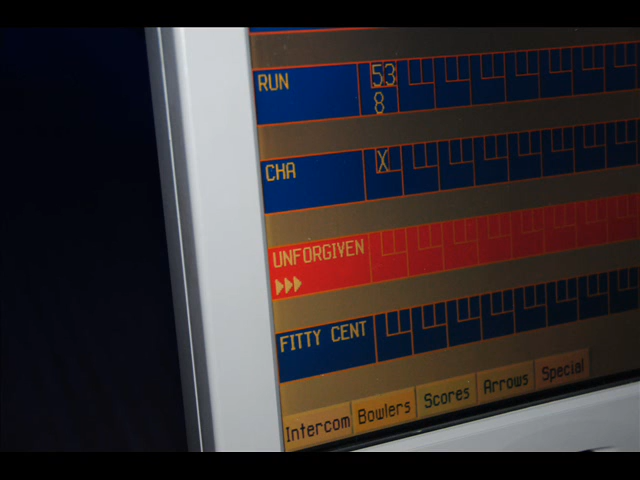 RUN 53
8
CHA X
UNFORGIVEN
FITTY CENT
Intercom Bowlers Scores Arrows Special